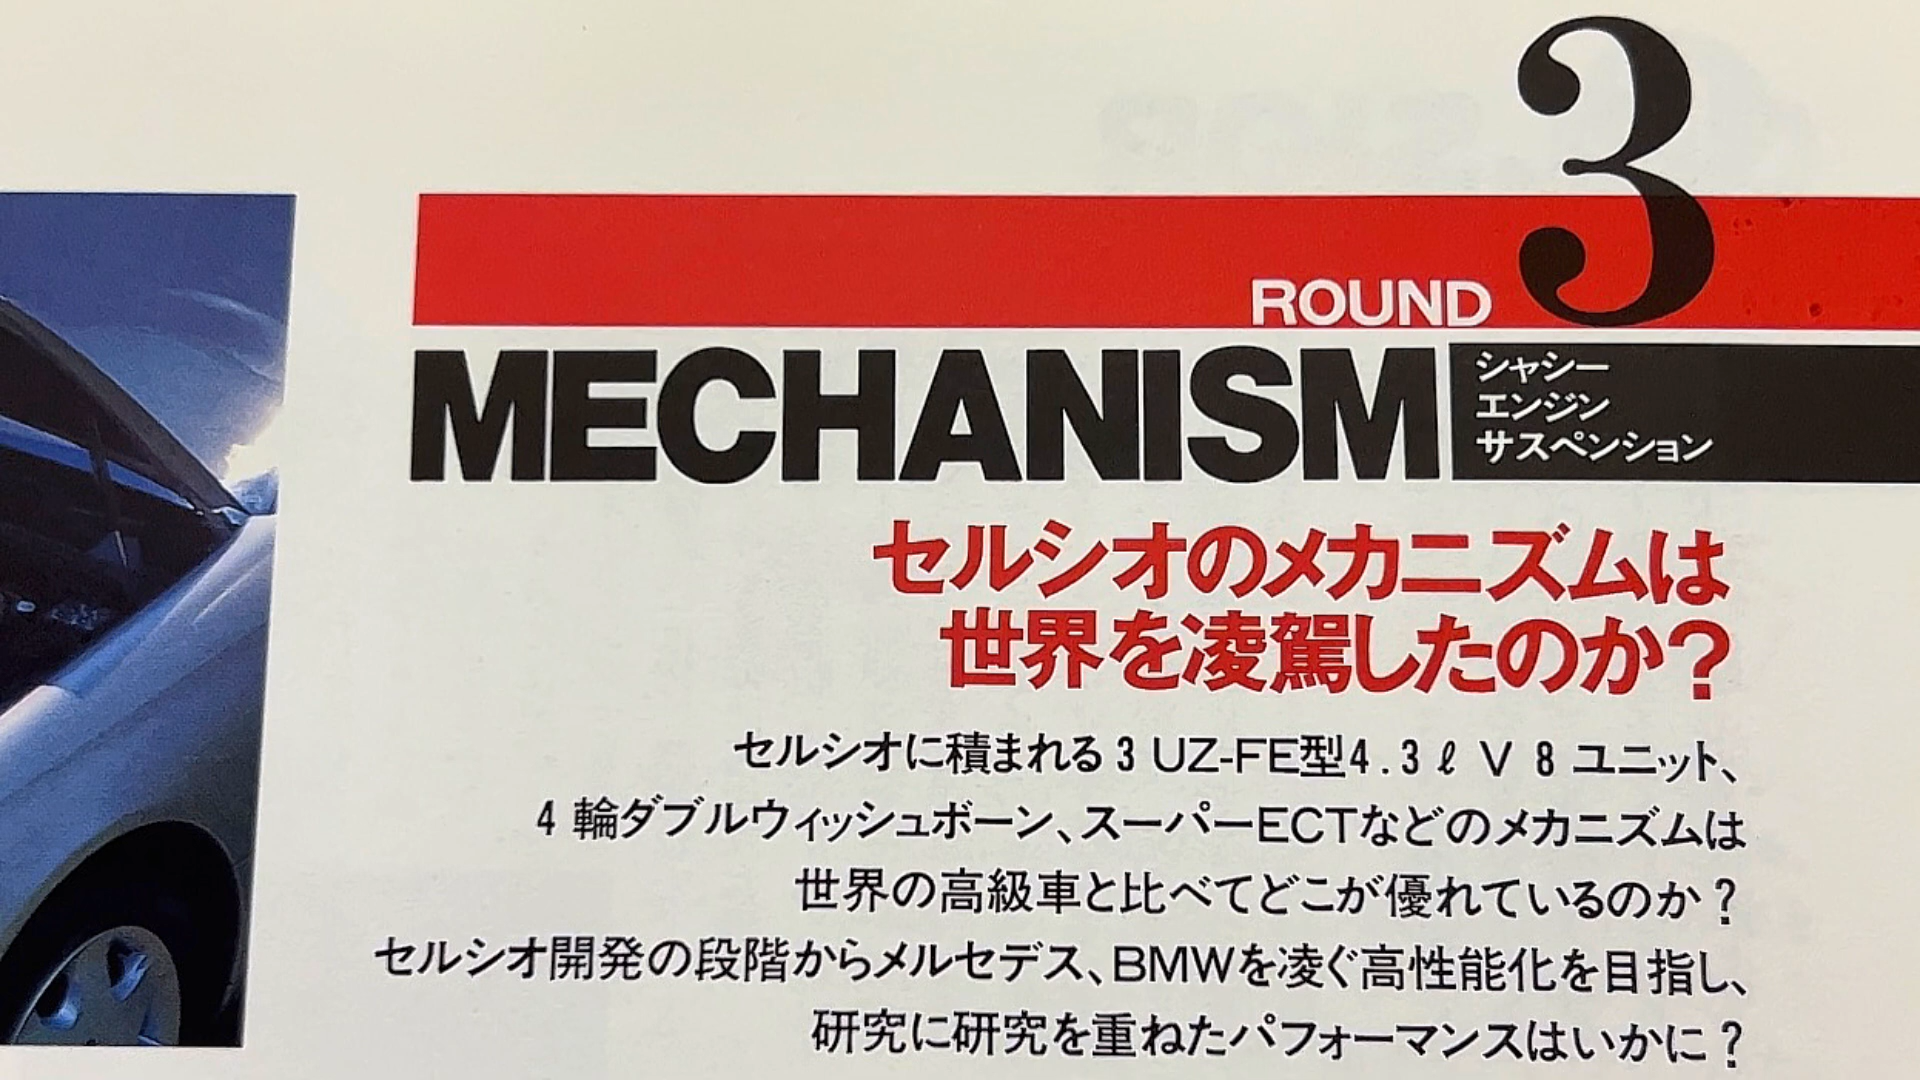 ROUND 3
MECHANISM
シャシー
エンジン
サスペンション
セルシオのメカニズムは
世界を凌駕したのか?
セルシオに積まれる3UZ-FE型4.3ℓV8ユニット、
4輪ダブルウィッシュボーン、スーパーECTなどのメカニズムは
世界の高級車と比べてどこが優れているのか?
セルシオ開発の段階からメルセデス、BMWを凌ぐ高性能化を目指し、
研究に研究を重ねたパフォーマンスはいかに?